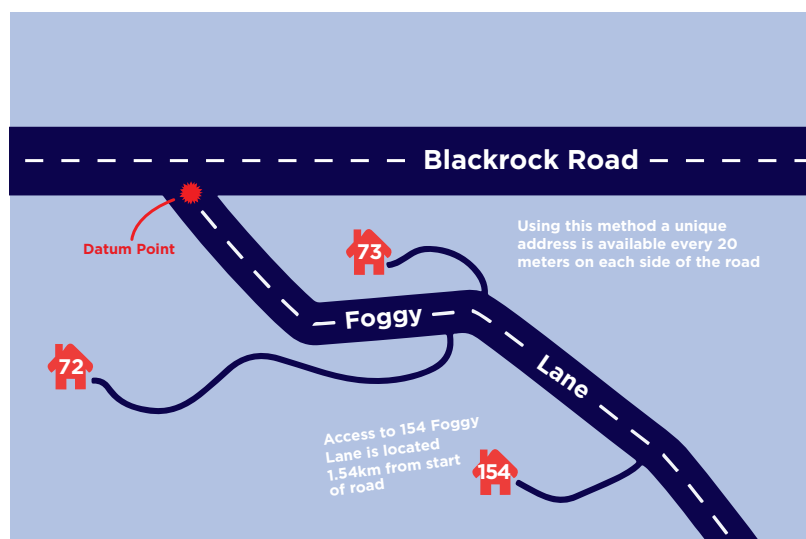 Blackrock Road
Datum Point
Using this method a unique
address is available every 20
meters on each side of the road
73
Foggy
72
Lane
Access to 154 Foggy
Lane is located
1.54km from start
of road
154